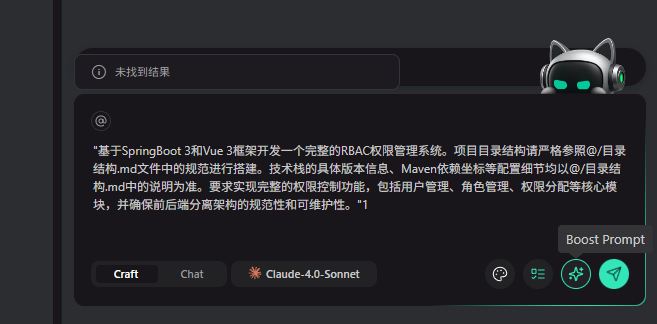 未找到结果
@
"基于SpringBoot 3和Vue 3框架开发一个完整的RBAC权限管理系统。项目目录结构请严格参照@/目录
结构.md文件中的规范进行搭建。技术栈的具体版本信息、Maven依赖坐标等配置细节均以@/目录结
构.md中的说明为准。要求实现完整的权限控制功能，包括用户管理、角色管理、权限分配等核心模
块，并确保前后端分离架构的规范性和可维护性。"1
Boost Prompt
Craft Chat Claude-4.0-Sonnet